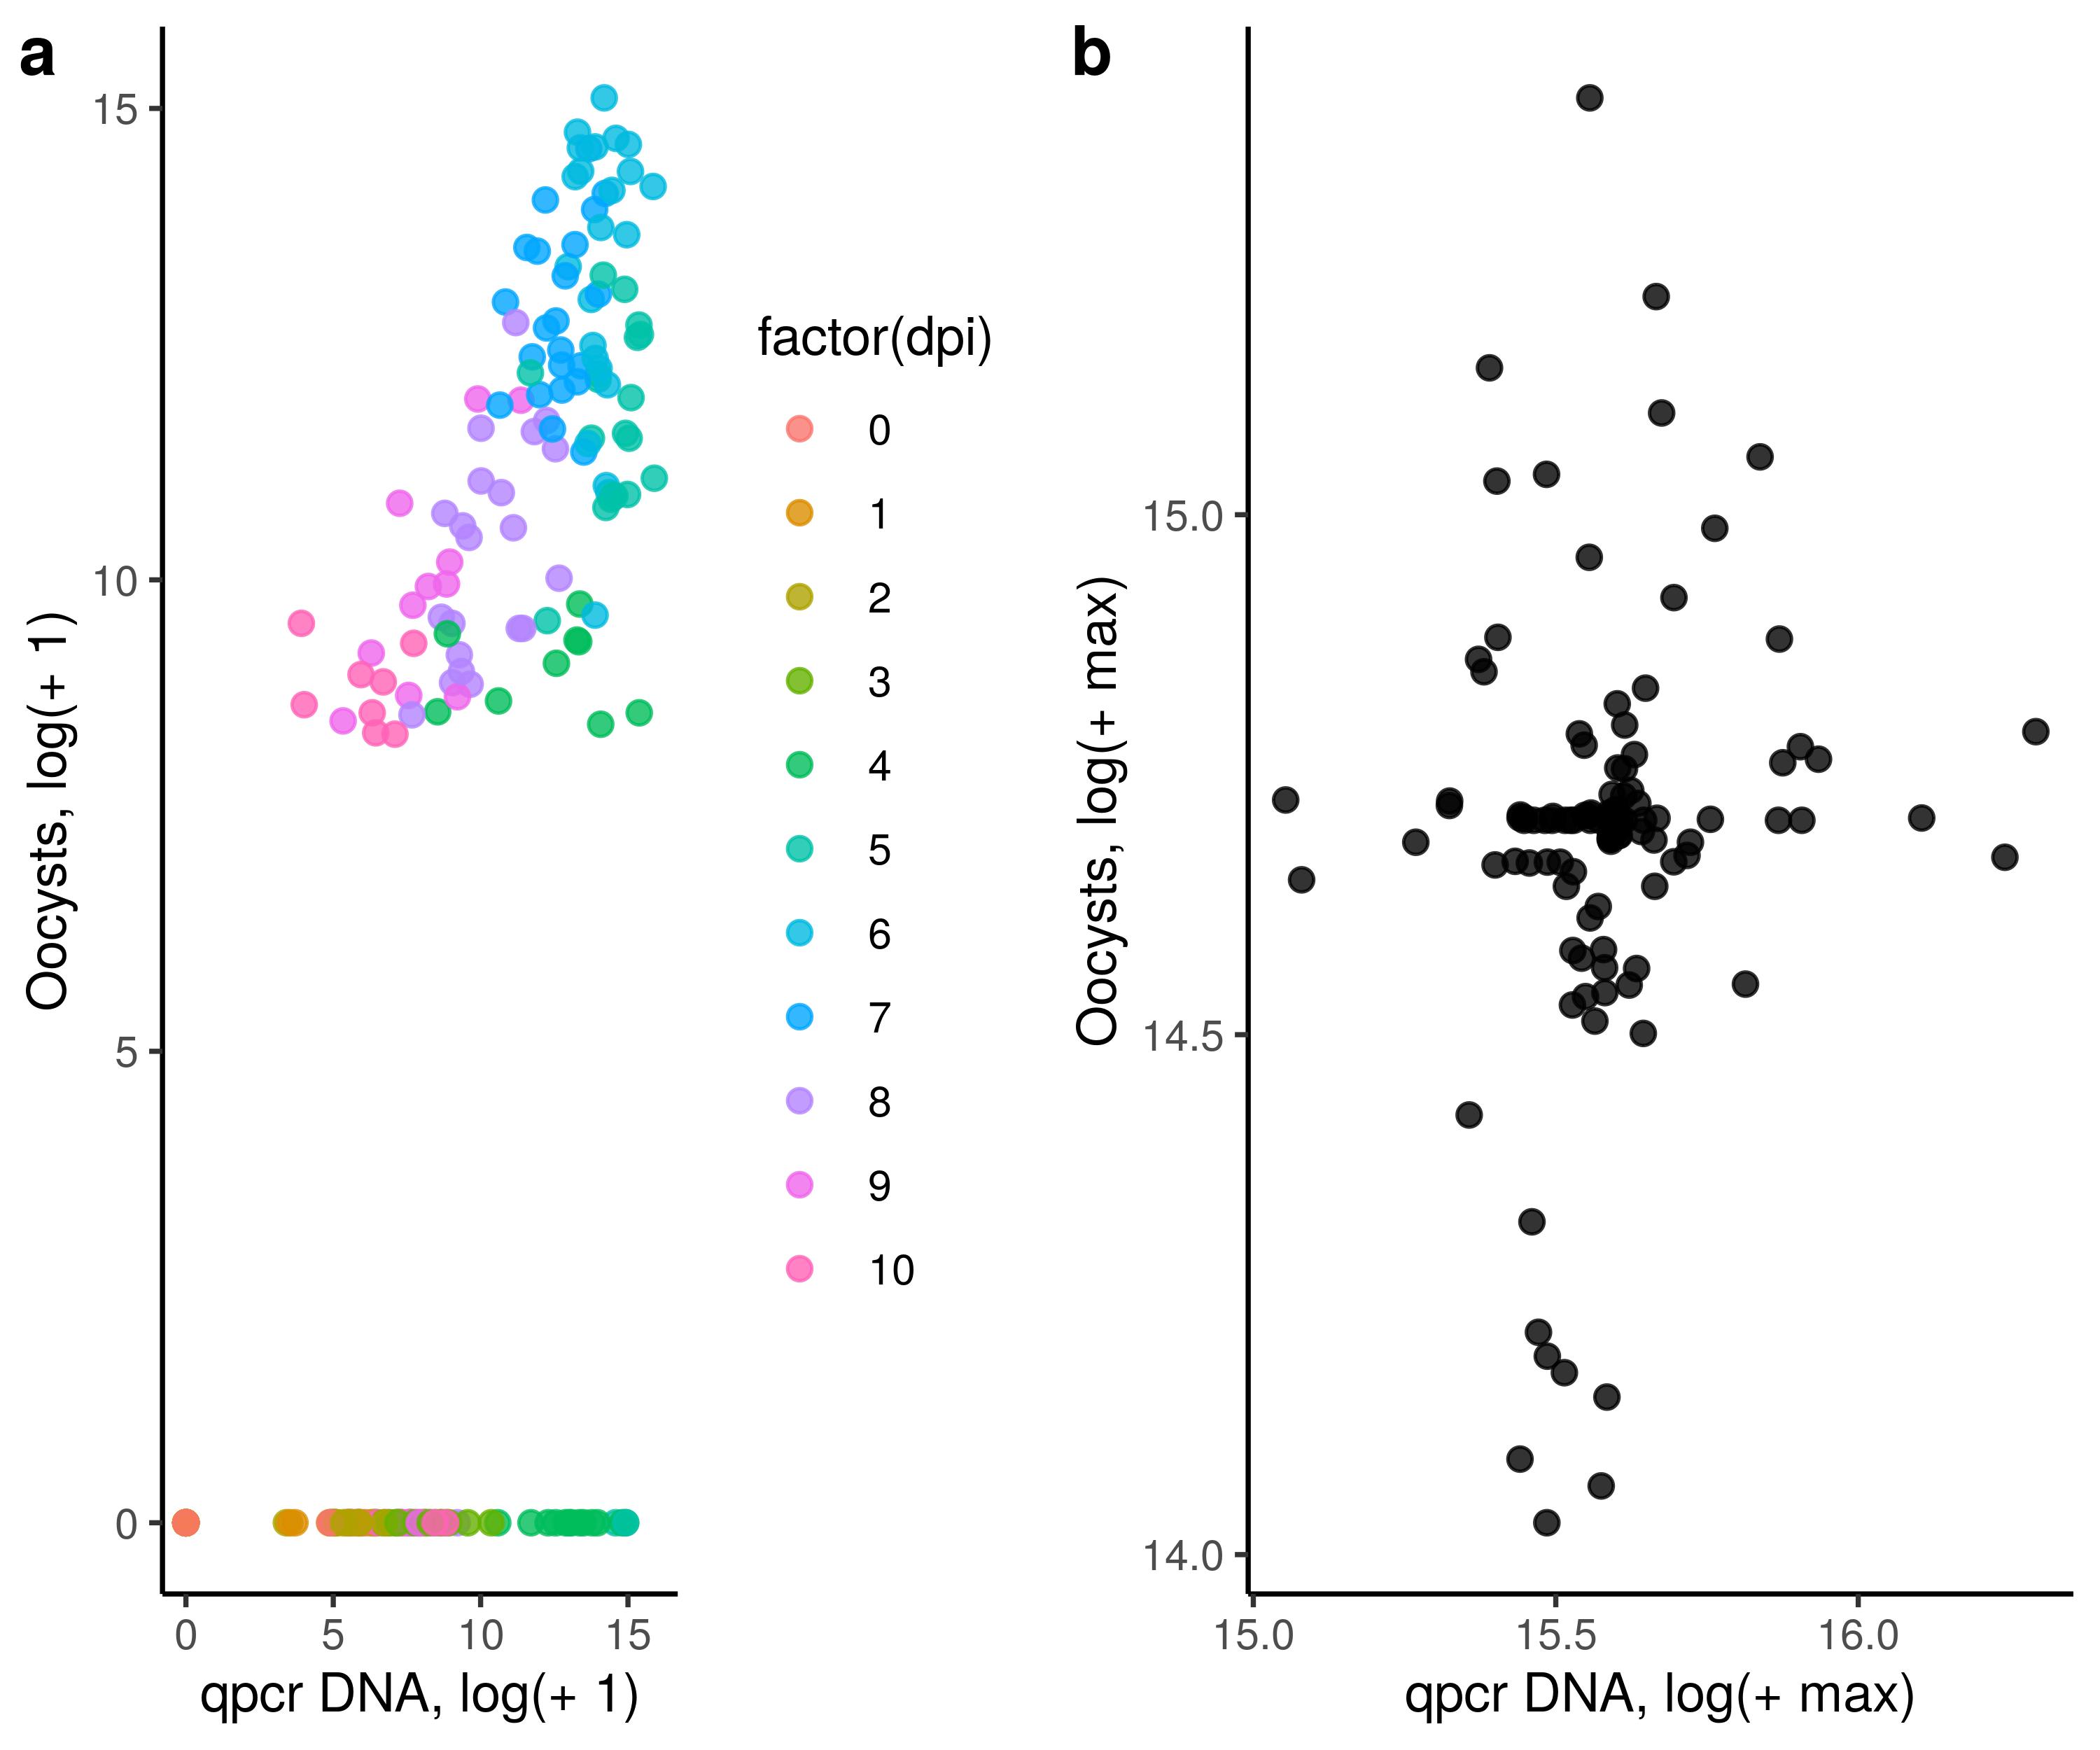 a
15
10
5
0
Oocysts, log(+ 1)
0 5 10 15
qpcr DNA, log(+ 1)
factor(dpi)
0
1
2
3
4
5
6
7
8
9
10
b
15.0
14.5
14.0
Oocysts, log(+ max)
15.0 15.5 16.0
qpcr DNA, log(+ max)